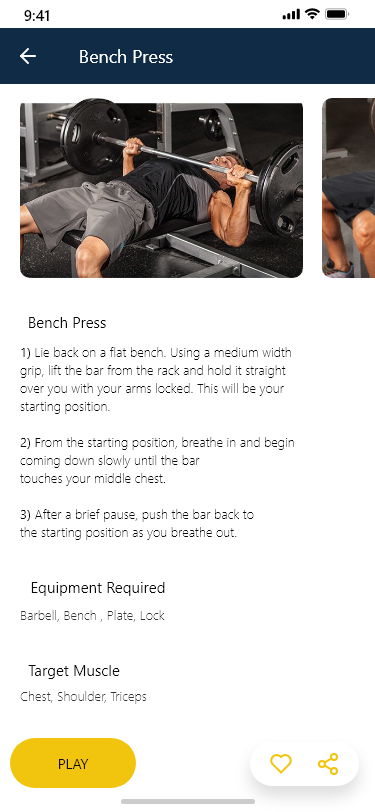 9:41
Bench Press
Bench Press
1) Lie back on a flat bench. Using a medium width
grip, lift the bar from the rack and hold it straight
over you with your arms locked. This will be your
starting position.
2) From the starting position, breathe in and begin
coming down slowly until the bar
touches your middle chest.
3) After a brief pause, push the bar back to
the starting position as you breathe out.
Equipment Required
Barbell, Bench , Plate, Lock
Target Muscle
Chest, Shoulder, Triceps
PLAY